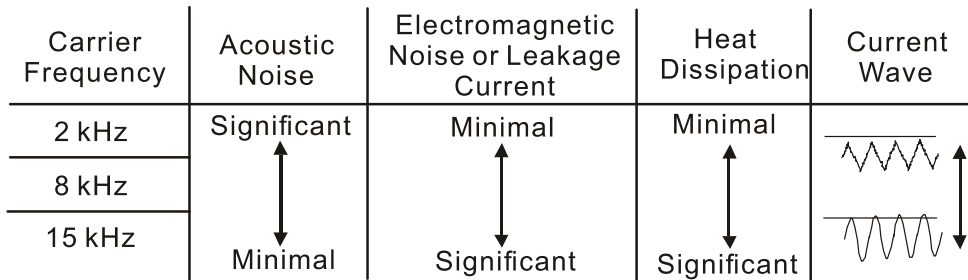 Carrier
Frequency
Acoustic
Noise
Electromagnetic
Noise or Leakage
Current
Heat
Dissipation
Current
Wave
2 kHz
Significant
Minimal
Minimal
8 kHz
15 kHz
Minimal
Significant
Significant